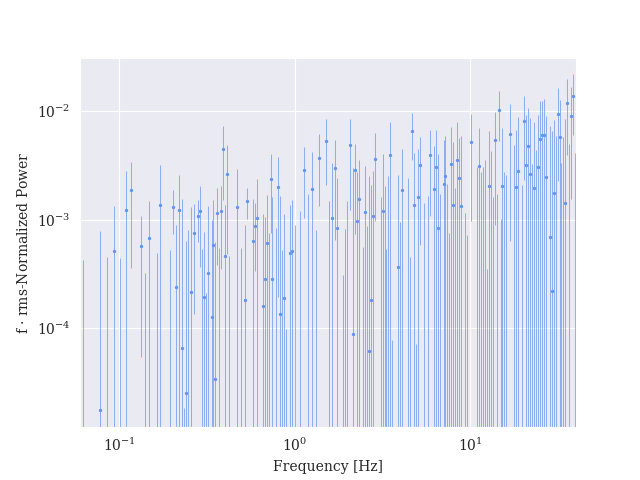 f · rms-Normalized Power
10⁻²
10⁻³
10⁻⁴
10⁻¹ 10⁰ 10¹
Frequency [Hz]